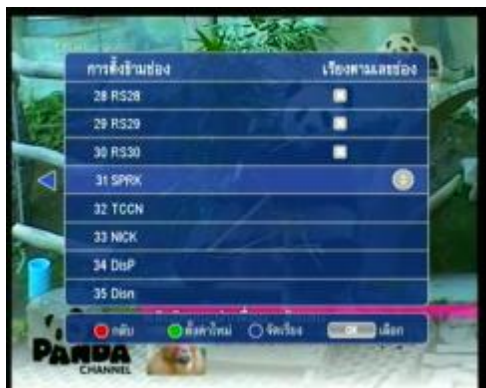 การตั้งข้ามช่อง เรียงตามเลขช่อง
28 RS28
29 RS29
30 RS30
31 SPRK
32 TCCN
33 NICK
34 DisP
35 Disn
กลับ ตั้งค่าใหม่ จัดเรียง OK เลือก
PANDA
CHANNEL